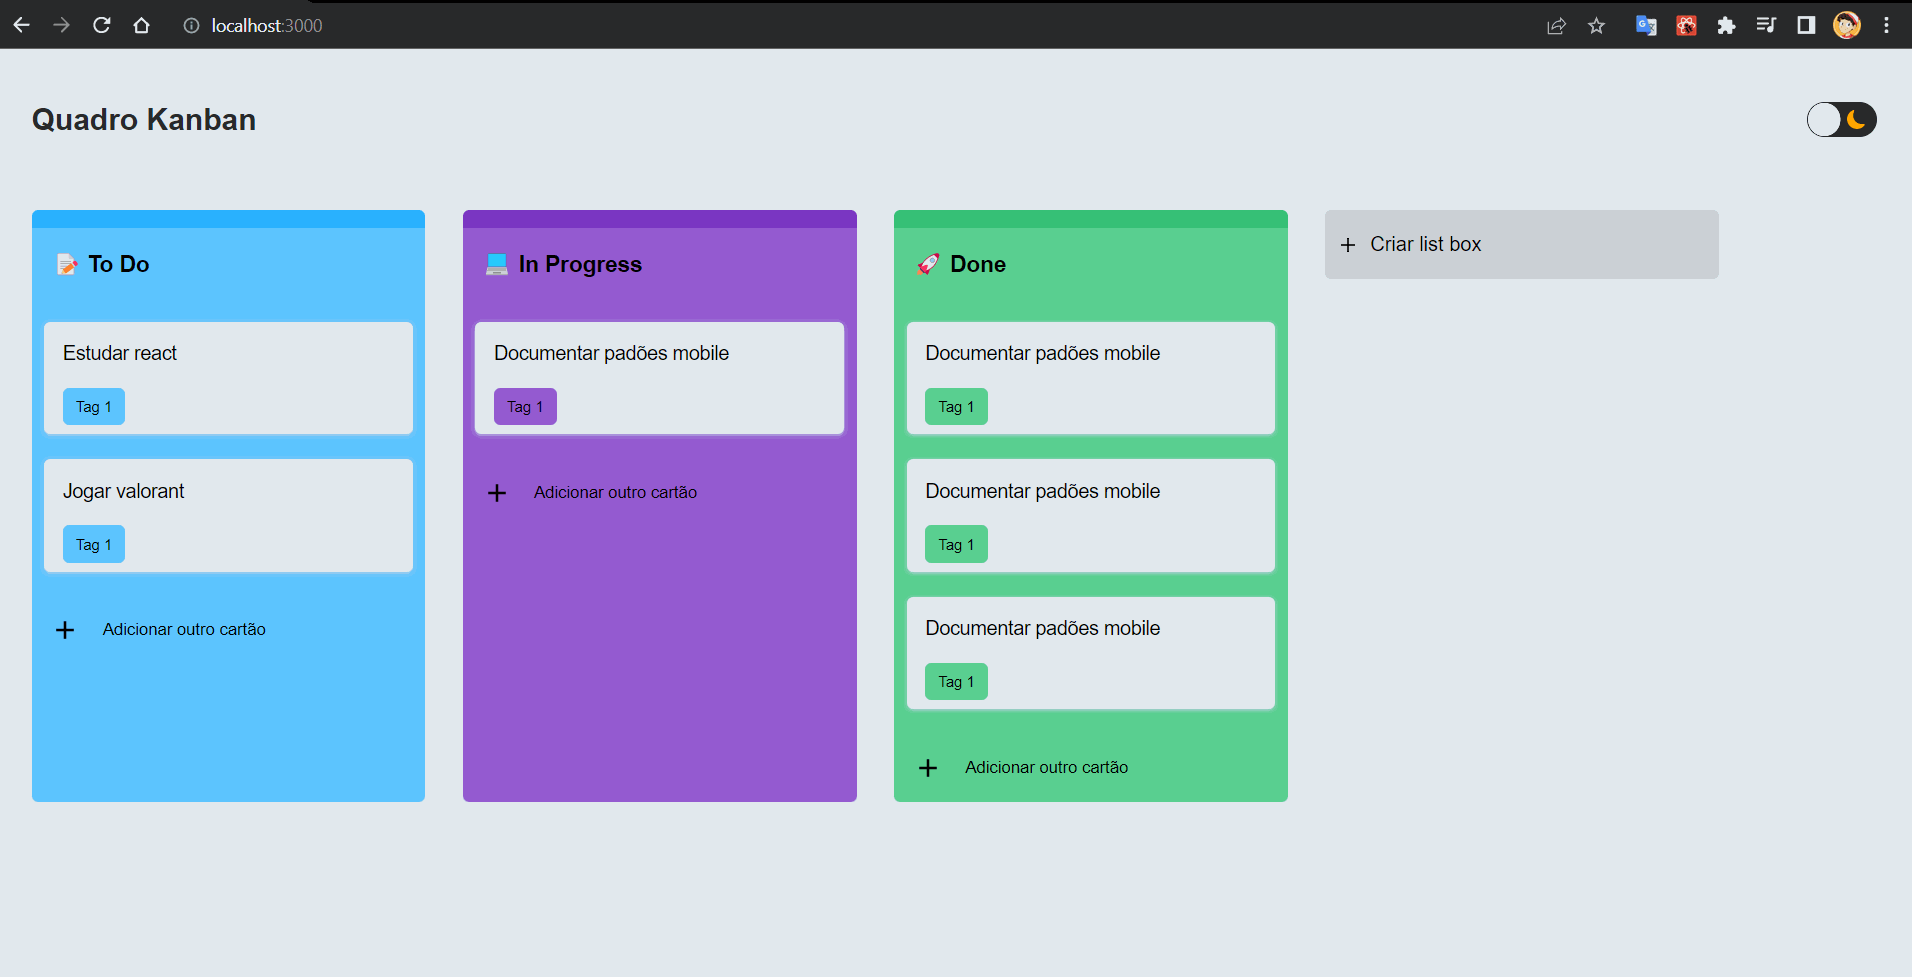 localhost:3000
Quadro Kanban
To Do
Estudar react
Tag 1
Jogar valorant
Tag 1
Adicionar outro cartão
In Progress
Documentar padões mobile
Tag 1
Adicionar outro cartão
Done
Documentar padões mobile
Tag 1
Documentar padões mobile
Tag 1
Documentar padões mobile
Tag 1
Adicionar outro cartão
Criar list box